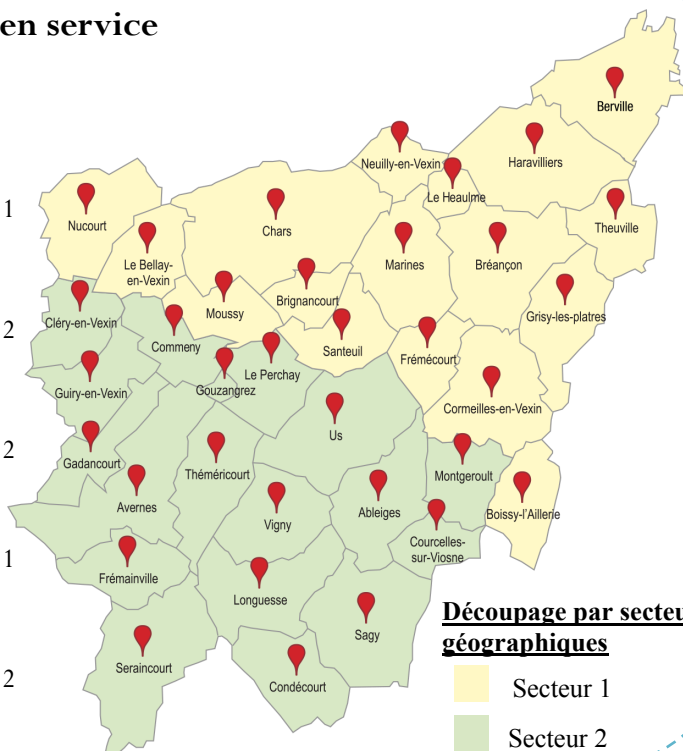 en service
Berville
Neuilly-en-Vexin
Haravilliers
Le Heaulme
1
Nucourt
Chars
Theuville
Le Bellay-
en-Vexin
Marines
Bréançon
Brignancourt
Moussy
Grisy-les-platres
2
Cléry-en-Vexin
Commeny
Santeuil
Frémécourt
Le Perchay
Guiry-en-Vexin
Gouzangrez
Cormeilles-en-Vexin
Us
2
Gadancourt
Théméricourt
Montgeroult
Avernes
Ableiges
Boissy-l'Aillerie
Vigny
Courcelles-
sur-Viosne
1
Frémainville
Longuesse
Sagy
Seraincourt
2
Condécourt
Découpage par secteu
géographiques
Secteur 1
Secteur 2